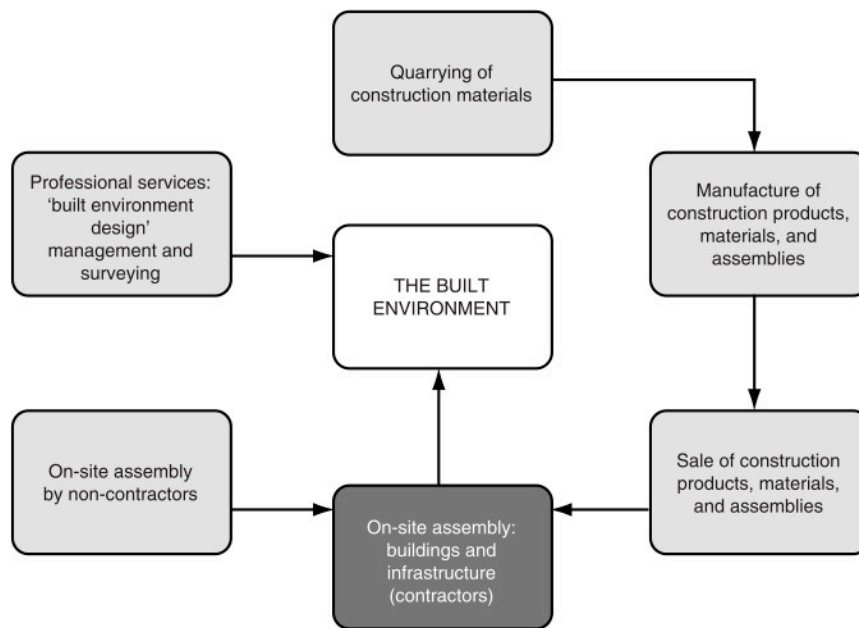 Quarrying of
construction materials
Professional services:
‘built environment
design’
management and
surveying
Manufacture of
construction products,
materials, and
assemblies
THE BUILT
ENVIRONMENT
On-site assembly
by non-contractors
Sale of construction
products, materials,
and assemblies
On-site assembly:
buildings and
infrastructure
(contractors)